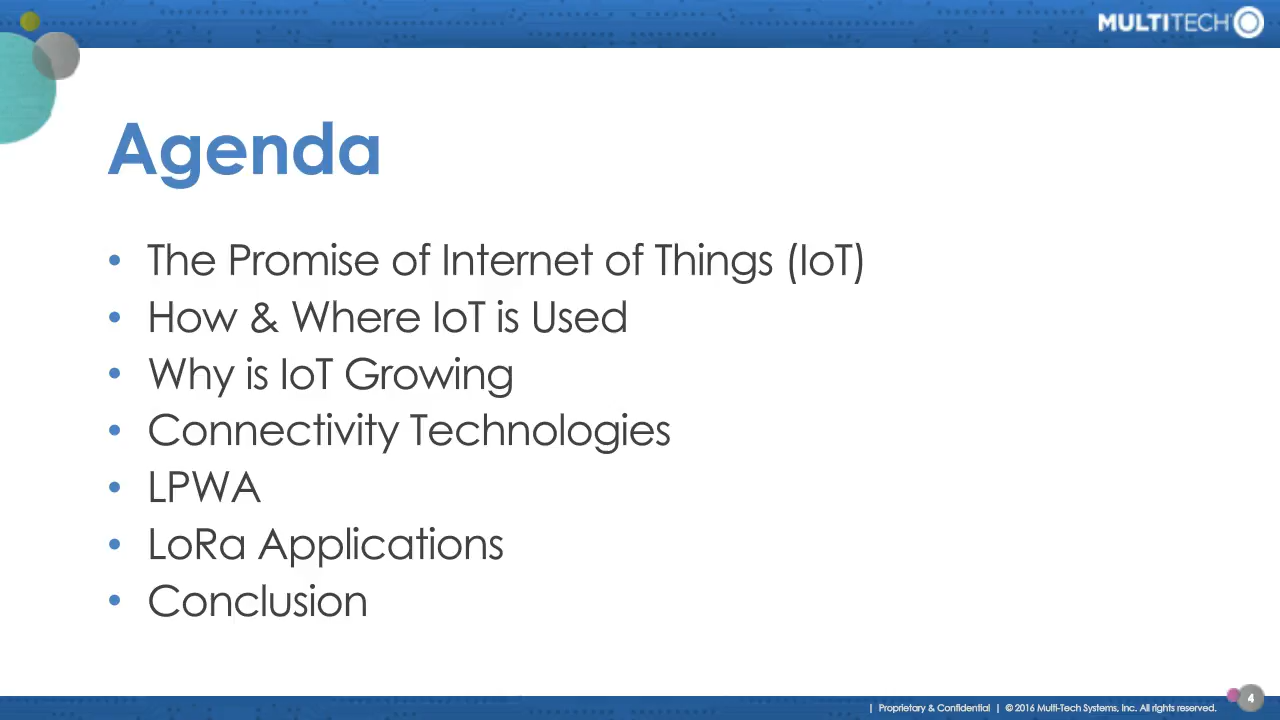 MULTITECH
Agenda
• The Promise of Internet of Things (IoT)
• How & Where IoT is Used
• Why is IoT Growing
• Connectivity Technologies
• LPWA
• LoRa Applications
• Conclusion
| Proprietary & Confidential | © 2016 Multi-Tech Systems, Inc. All rights reserved.
4